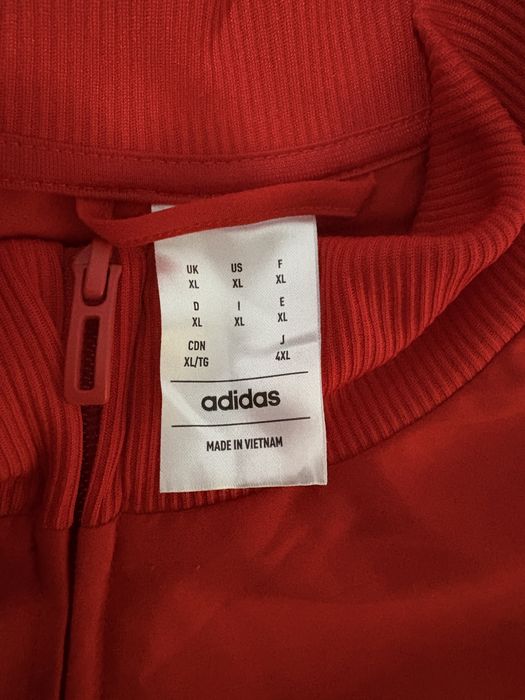 UK US F
XL XL XL
D I E
XL XL XL
CDN J
XL/TG 4XL
adidas
MADE IN VIETNAM